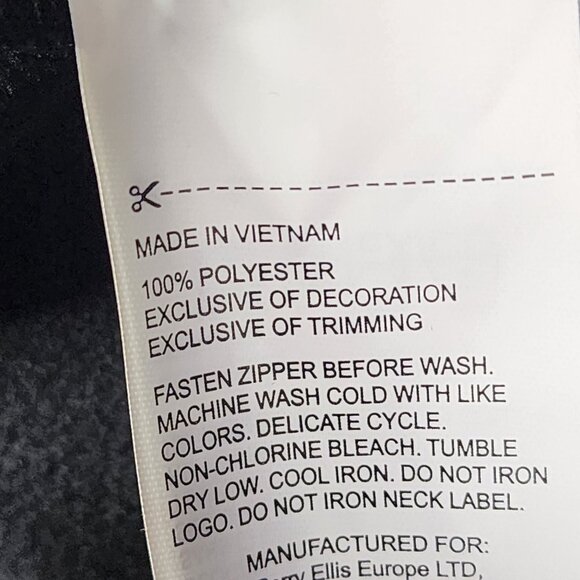 MADE IN VIETNAM
100% POLYESTER
EXCLUSIVE OF DECORATION
EXCLUSIVE OF TRIMMING
FASTEN ZIPPER BEFORE WASH.
MACHINE WASH COLD WITH LIKE
COLORS. DELICATE CYCLE.
NON-CHLORINE BLEACH. TUMBLE
DRY LOW. COOL IRON. DO NOT IRON
LOGO. DO NOT IRON NECK LABEL.
MANUFACTURED FOR:
Ellis Europe LTD,